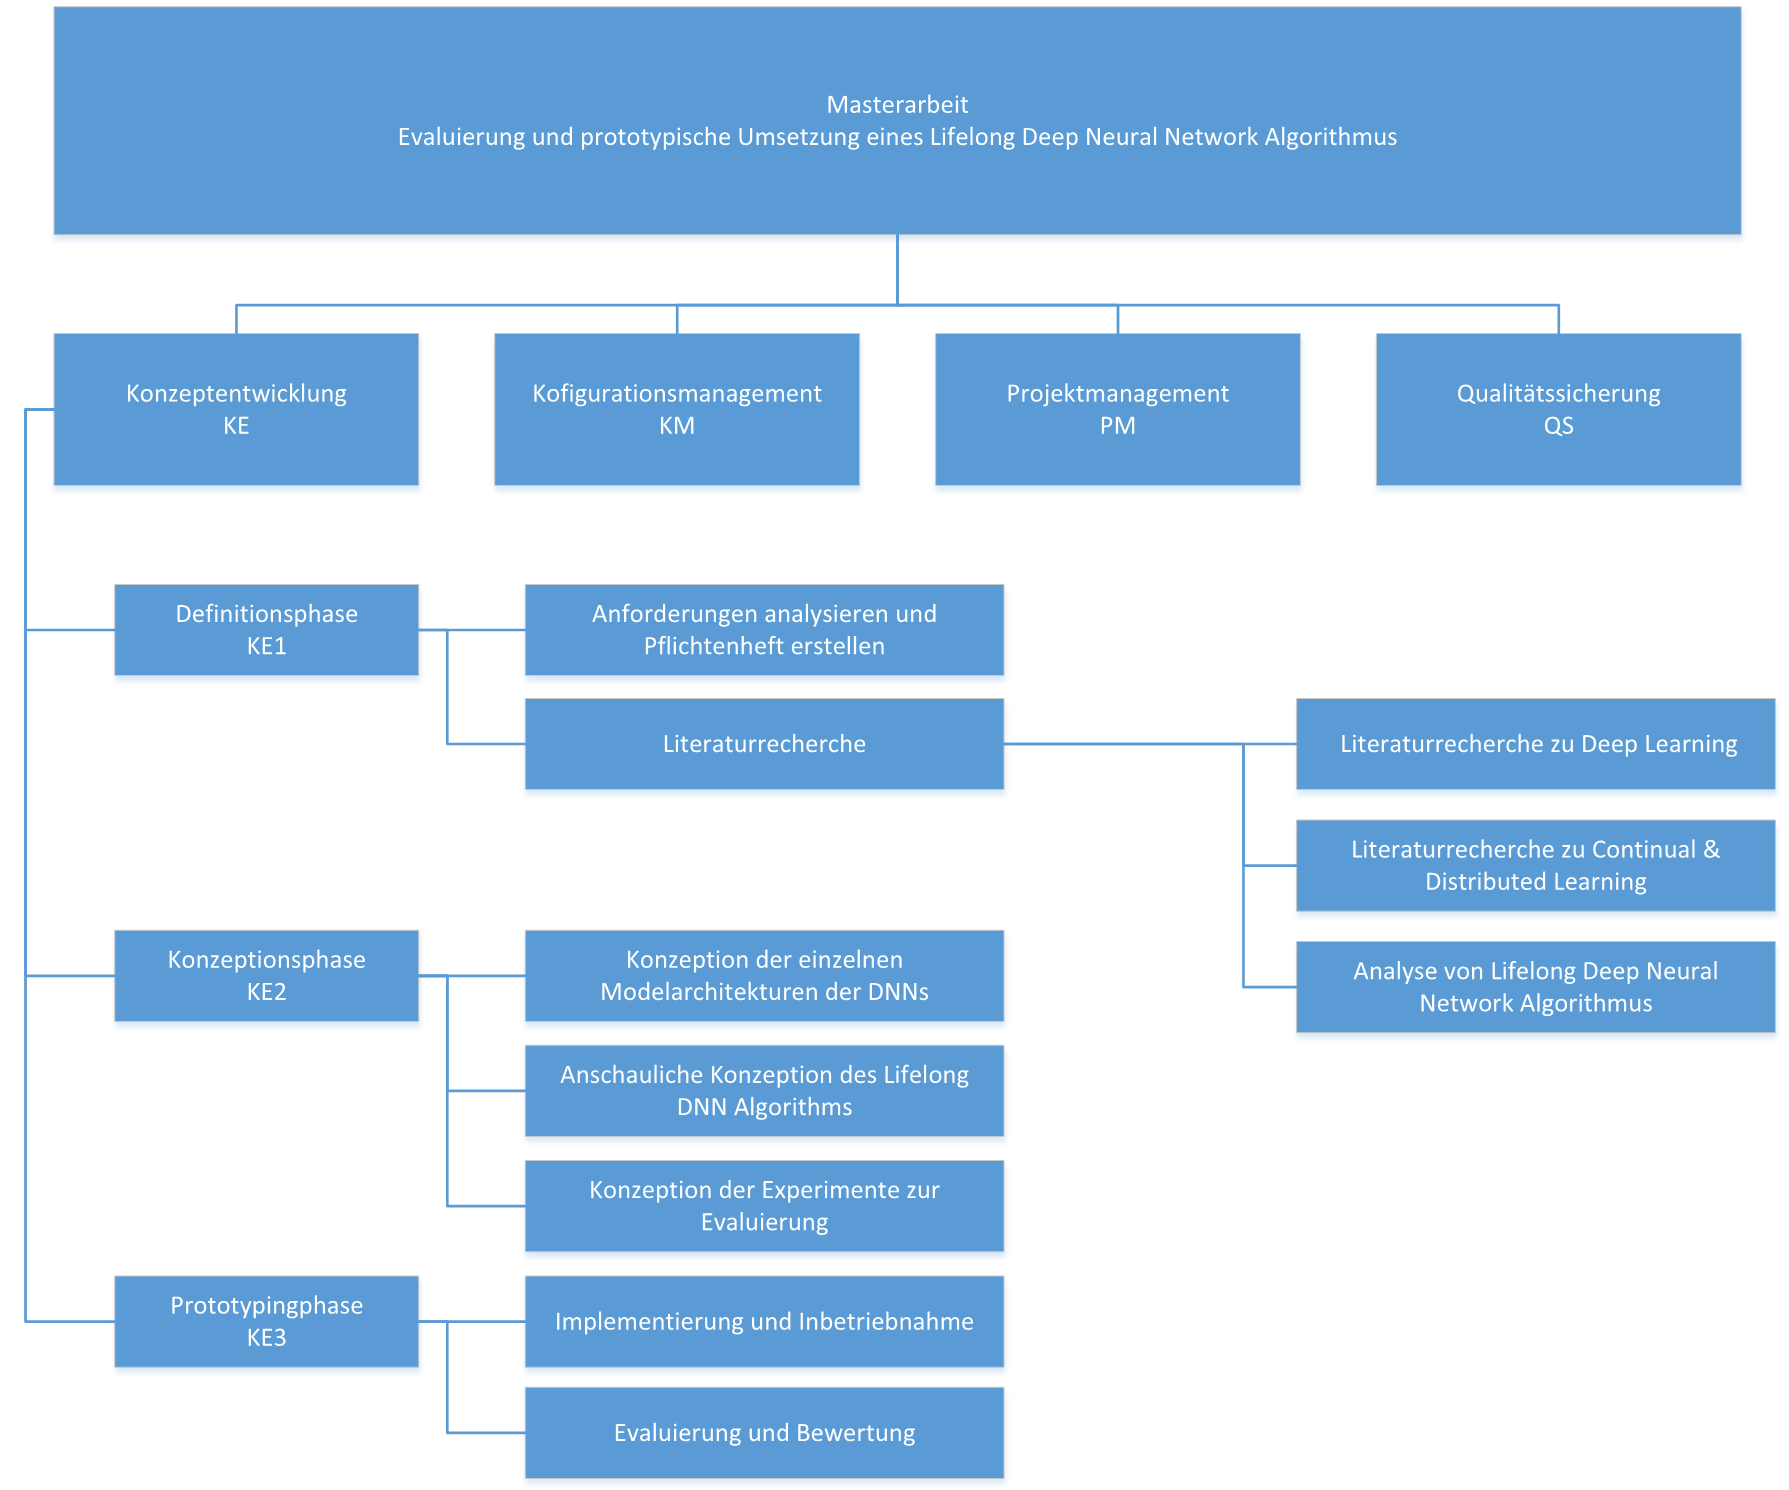 Masterarbeit
Evaluierung und prototypische Umsetzung eines Lifelong Deep Neural Network Algorithmus
Konzeptentwicklung
KE
Kofigurationsmanagement
KM
Projektmanagement
PM
Qualitätssicherung
QS
Definitionsphase
KE1
Anforderungen analysieren und
Pflichtenheft erstellen
Literaturrecherche
Literaturrecherche zu Deep Learning
Literaturrecherche zu Continual &
Distributed Learning
Analyse von Lifelong Deep Neural
Network Algorithmus
Konzeptionsphase
KE2
Konzeption der einzelnen
Modelarchitekturen der DNNs
Anschauliche Konzeption des Lifelong
DNN Algorithms
Konzeption der Experimente zur
Evaluierung
Prototypingphase
KE3
Implementierung und Inbetriebnahme
Evaluierung und Bewertung